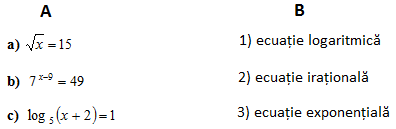 A B
a) √x = 15 1) ecuație logaritmică
b) 7^(x−9) = 49 2) ecuație irațională
c) log₅(x + 2) = 1 3) ecuație exponențială